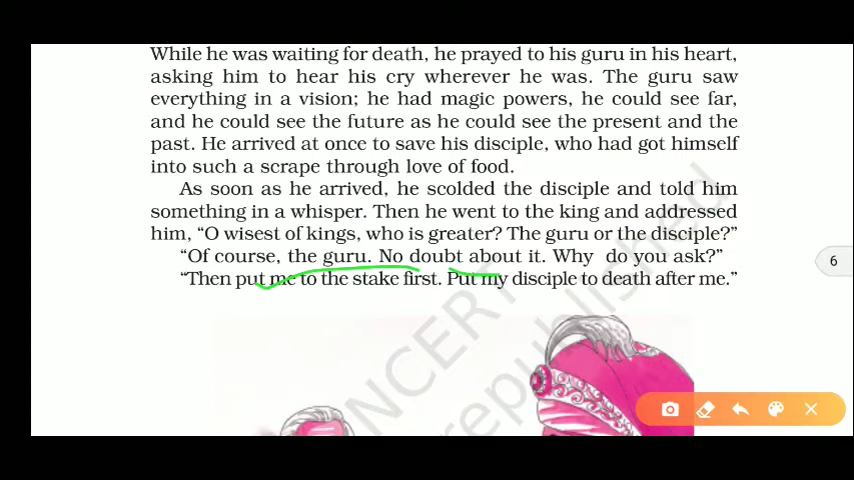 While he was waiting for death, he prayed to his guru in his heart,
asking him to hear his cry wherever he was. The guru saw
everything in a vision; he had magic powers, he could see far,
and he could see the future as he could see the present and the
past. He arrived at once to save his disciple, who had got himself
into such a scrape through love of food.
As soon as he arrived, he scolded the disciple and told him
something in a whisper. Then he went to the king and addressed
him, “O wisest of kings, who is greater? The guru or the disciple?”
“Of course, the guru. No doubt about it. Why do you ask?”
6
“Then put me to the stake first. Put my disciple to death after me.”
NCERT
republished